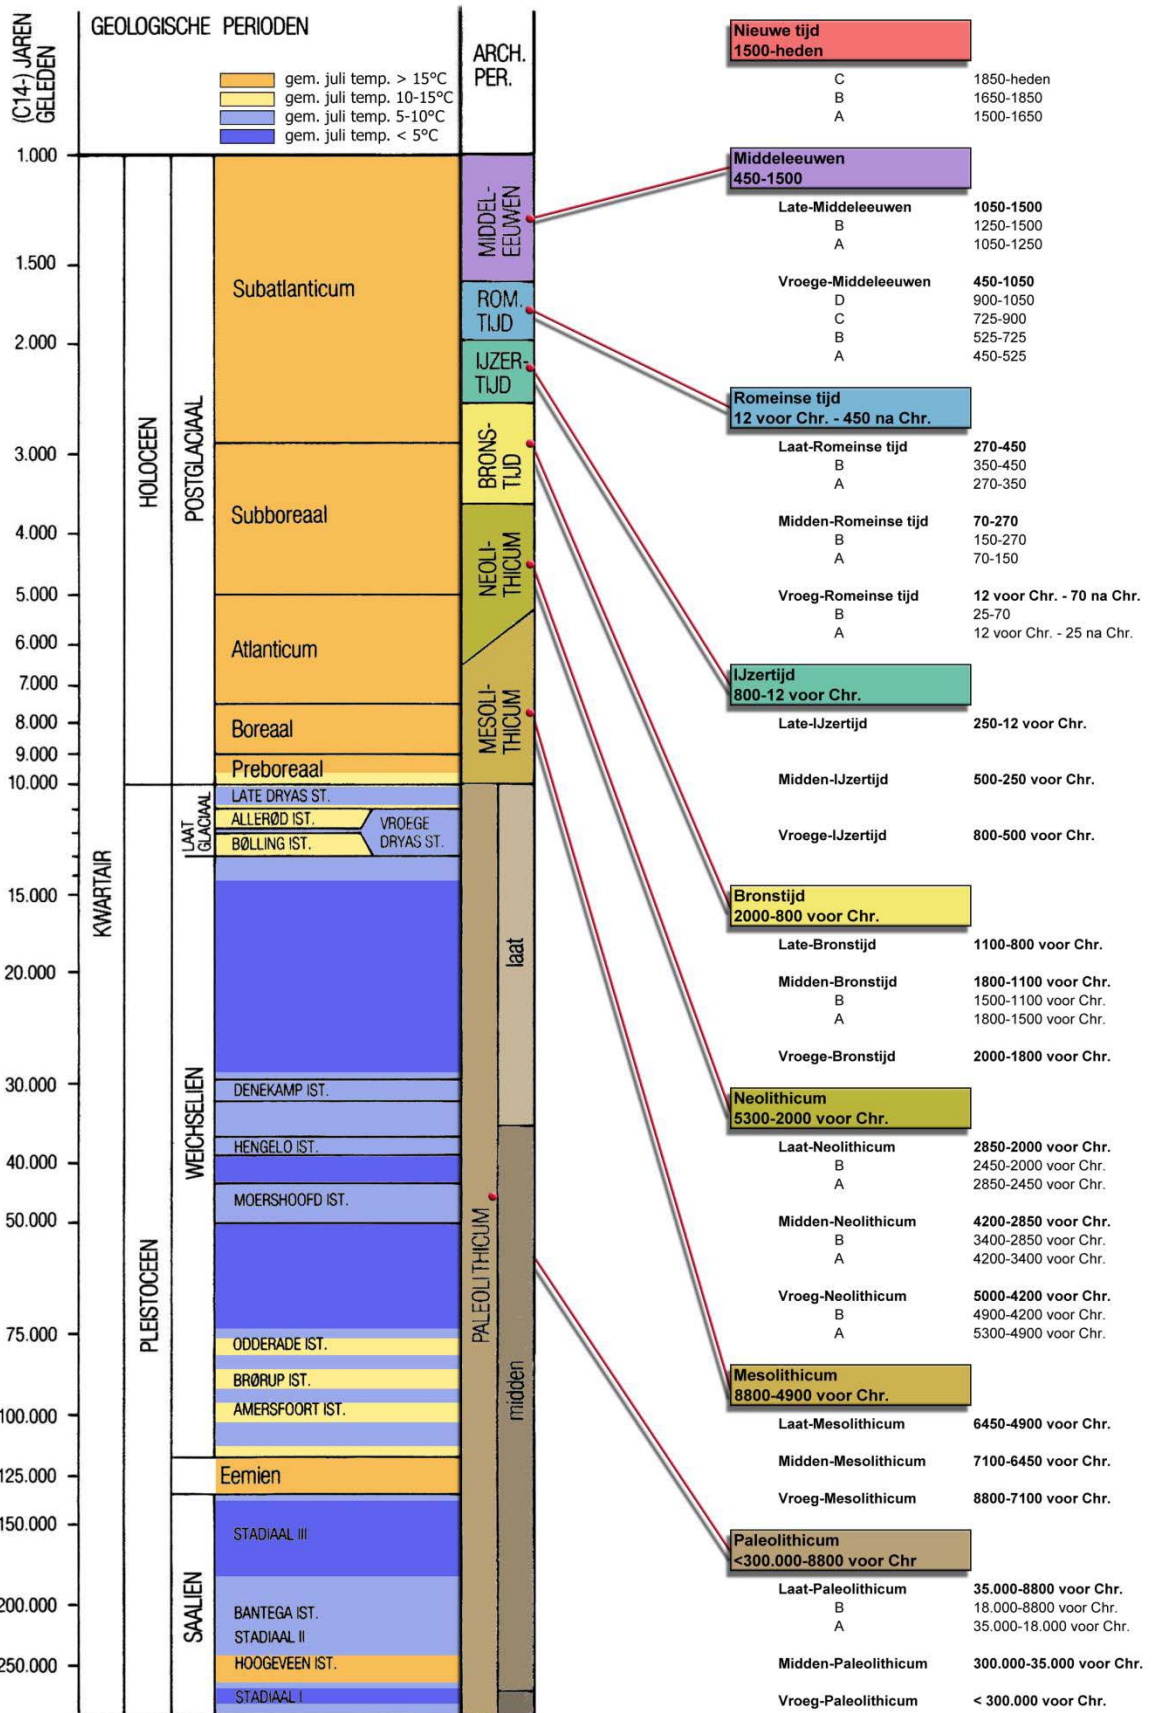 GEOLOGISCHE PERIODEN
(C14-) JAREN
GELEDEN
gem. juli temp. > 15°C
gem. juli temp. 10-15°C
gem. juli temp. 5-10°C
gem. juli temp. < 5°C
ARCH.
PER.
1.000
1.500
2.000
3.000
4.000
5.000
6.000
7.000
8.000
9.000
10.000
15.000
20.000
30.000
40.000
50.000
75.000
100.000
125.000
150.000
200.000
250.000
KWARTAIR
HOLOCEEN
PLEISTOCEEN
POSTGLACIAAL
LAAT
GLACIAAL
WEICHSELIEN
SAALIEN
Subatlanticum
Subboreaal
Atlanticum
Boreaal
Preboreaal
LATE DRYAS ST.
ALLERØD IST.
VROEGE
DRYAS ST.
BØLLING IST.
DENEKAMP IST.
HENGELO IST.
MOERSHOOFD IST.
ODDERADE IST.
BRØRUP IST.
AMERSFOORT IST.
Eemien
STADIAAL III
BANTEGA IST.
STADIAAL II
HOOGEVEEN IST.
STADIAAL I
MIDDEL-
EEUWEN
ROM.
TIJD
IJZER-
TIJD
BRONS-
TIJD
NEOLI-
THICUM
MESOLI-
THICUM
PALEOLITHICUM
laat
midden
Nieuwe tijd
1500-heden
C 1850-heden
B 1650-1850
A 1500-1650
Middeleeuwen
450-1500
Late-Middeleeuwen 1050-1500
B 1250-1500
A 1050-1250
Vroege-Middeleeuwen 450-1050
D 900-1050
C 725-900
B 525-725
A 450-525
Romeinse tijd
12 voor Chr. - 450 na Chr.
Laat-Romeinse tijd 270-450
B 350-450
A 270-350
Midden-Romeinse tijd 70-270
B 150-270
A 70-150
Vroeg-Romeinse tijd 12 voor Chr. - 70 na Chr.
B 25-70
A 12 voor Chr. - 25 na Chr.
IJzertijd
800-12 voor Chr.
Late-IJzertijd 250-12 voor Chr.
Midden-IJzertijd 500-250 voor Chr.
Vroege-IJzertijd 800-500 voor Chr.
Bronstijd
2000-800 voor Chr.
Late-Bronstijd 1100-800 voor Chr.
Midden-Bronstijd 1800-1100 voor Chr.
B 1500-1100 voor Chr.
A 1800-1500 voor Chr.
Vroege-Bronstijd 2000-1800 voor Chr.
Neolithicum
5300-2000 voor Chr.
Laat-Neolithicum 2850-2000 voor Chr.
B 2450-2000 voor Chr.
A 2850-2450 voor Chr.
Midden-Neolithicum 4200-2850 voor Chr.
B 3400-2850 voor Chr.
A 4200-3400 voor Chr.
Vroeg-Neolithicum 5000-4200 voor Chr.
B 4900-4200 voor Chr.
A 5300-4900 voor Chr.
Mesolithicum
8800-4900 voor Chr.
Laat-Mesolithicum 6450-4900 voor Chr.
Midden-Mesolithicum 7100-6450 voor Chr.
Vroeg-Mesolithicum 8800-7100 voor Chr.
Paleolithicum
<300.000-8800 voor Chr
Laat-Paleolithicum 35.000-8800 voor Chr.
B 18.000-8800 voor Chr.
A 35.000-18.000 voor Chr.
Midden-Paleolithicum 300.000-35.000 voor Chr.
Vroeg-Paleolithicum < 300.000 voor Chr.